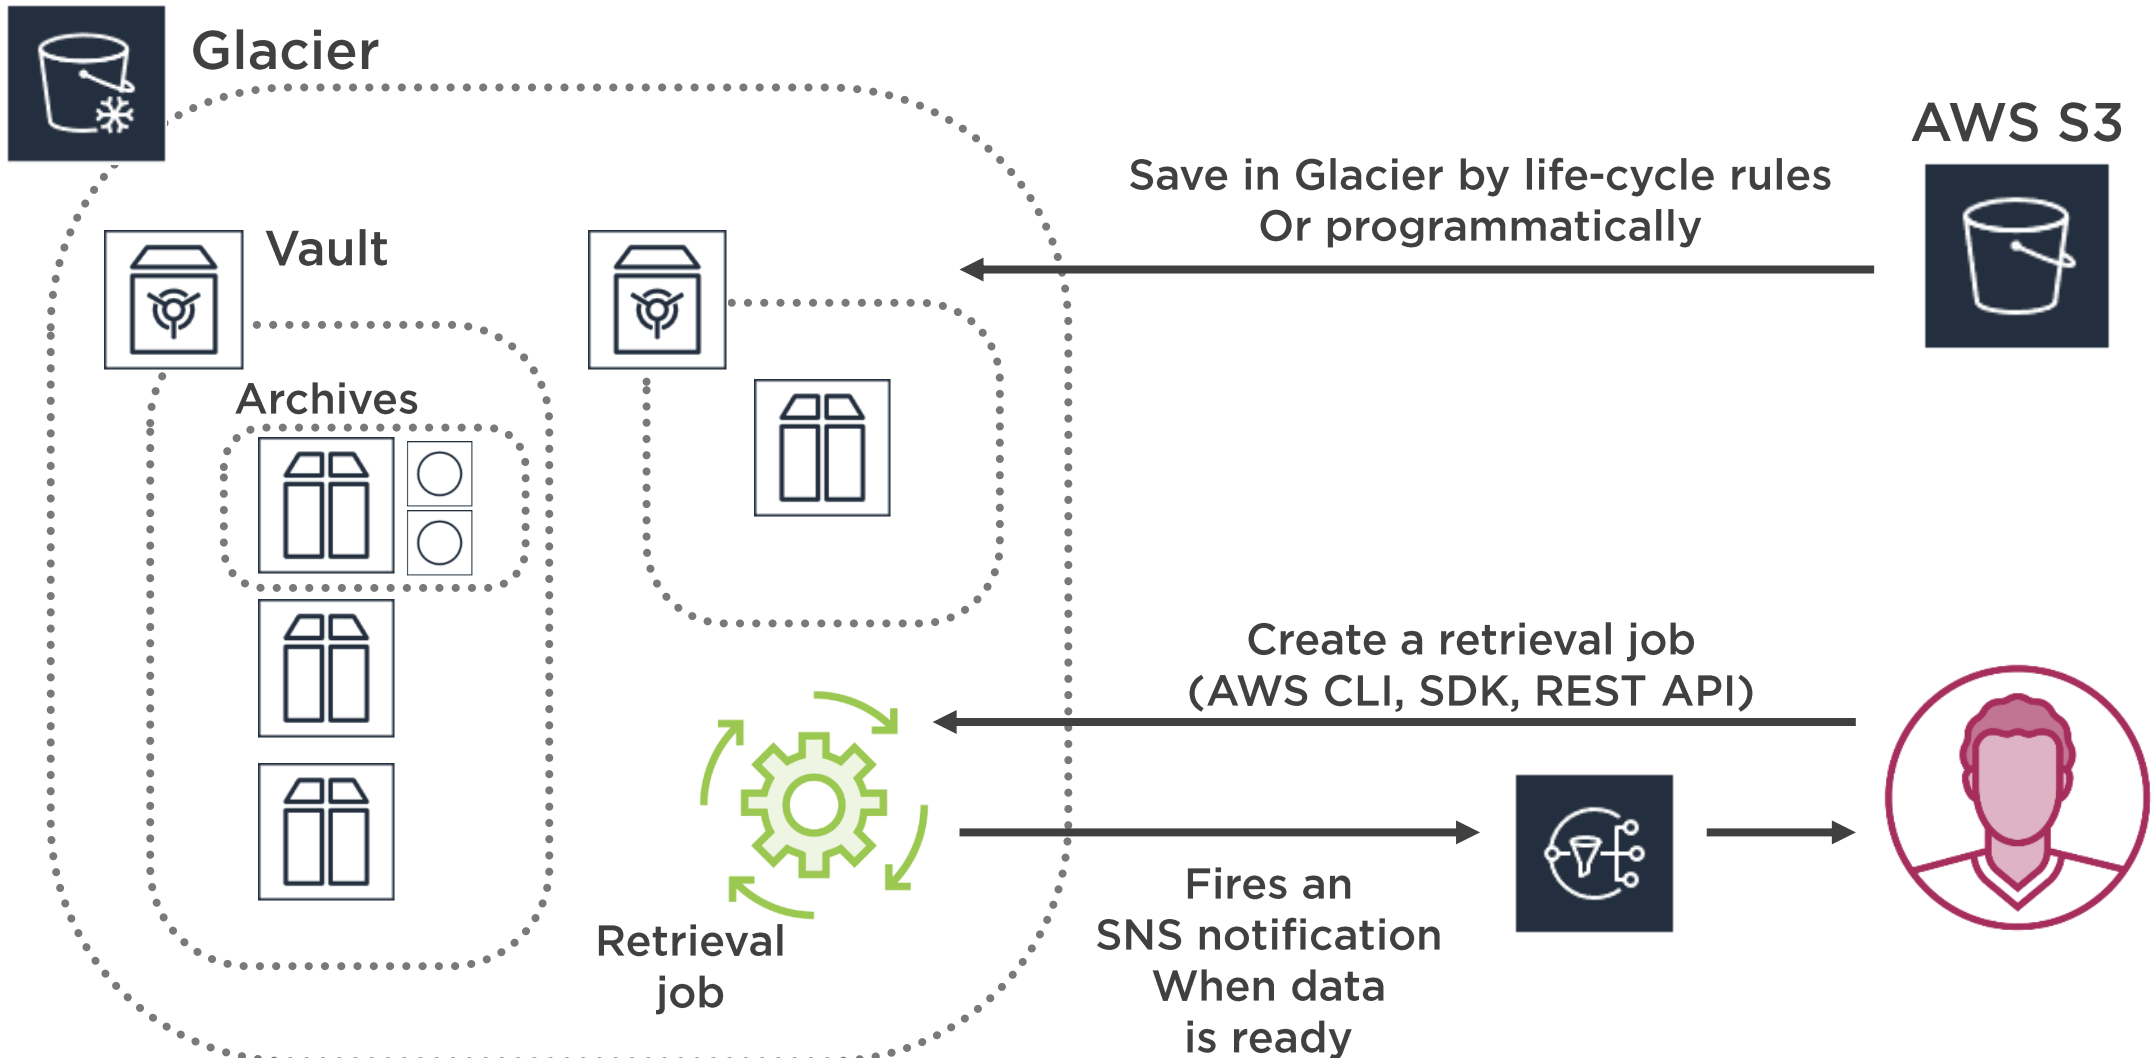 Glacier
AWS S3
Save in Glacier by life-cycle rules
Or programmatically
Vault
Archives
Create a retrieval job
(AWS CLI, SDK, REST API)
Retrieval
job
Fires an
SNS notification
When data
is ready